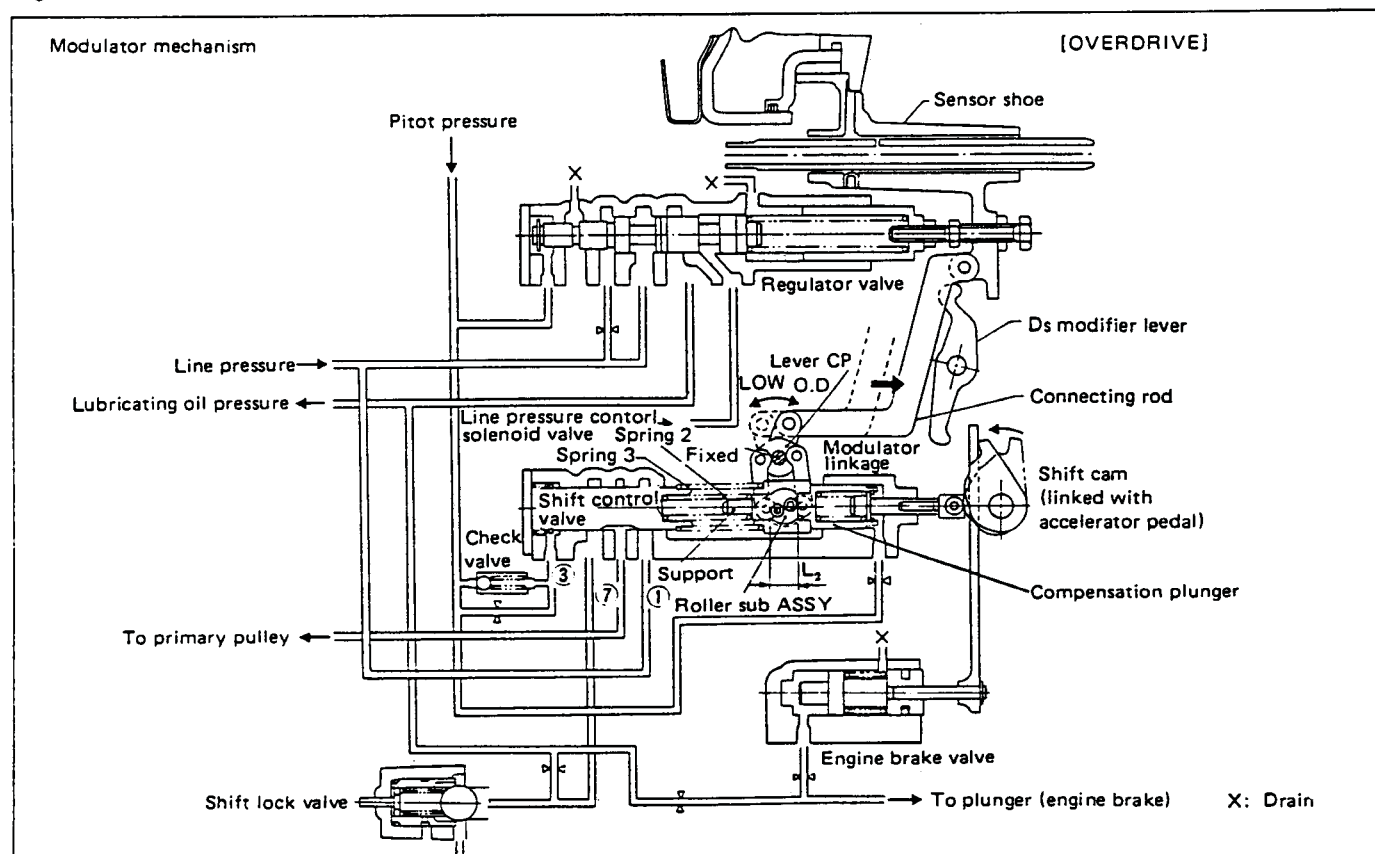 Modulator mechanism
[OVERDRIVE]
Sensor shoe
Pitot pressure
X
X
Regulator valve
Ds modifier lever
Line pressure
Lever CP
LOW O.D
Lubricating oil pressure
Connecting rod
Line pressure contorl
solenoid valve
Spring 2
Fixed
Modulator
linkage
Spring 3
Shift cam
(linked with
accelerator pedal)
Shift control
valve
Check
valve
③
⑦
①
Support
L₂
Roller sub ASSY
Compensation plunger
To primary pulley
X
Engine brake valve
Shift lock valve
To plunger (engine brake)
X: Drain